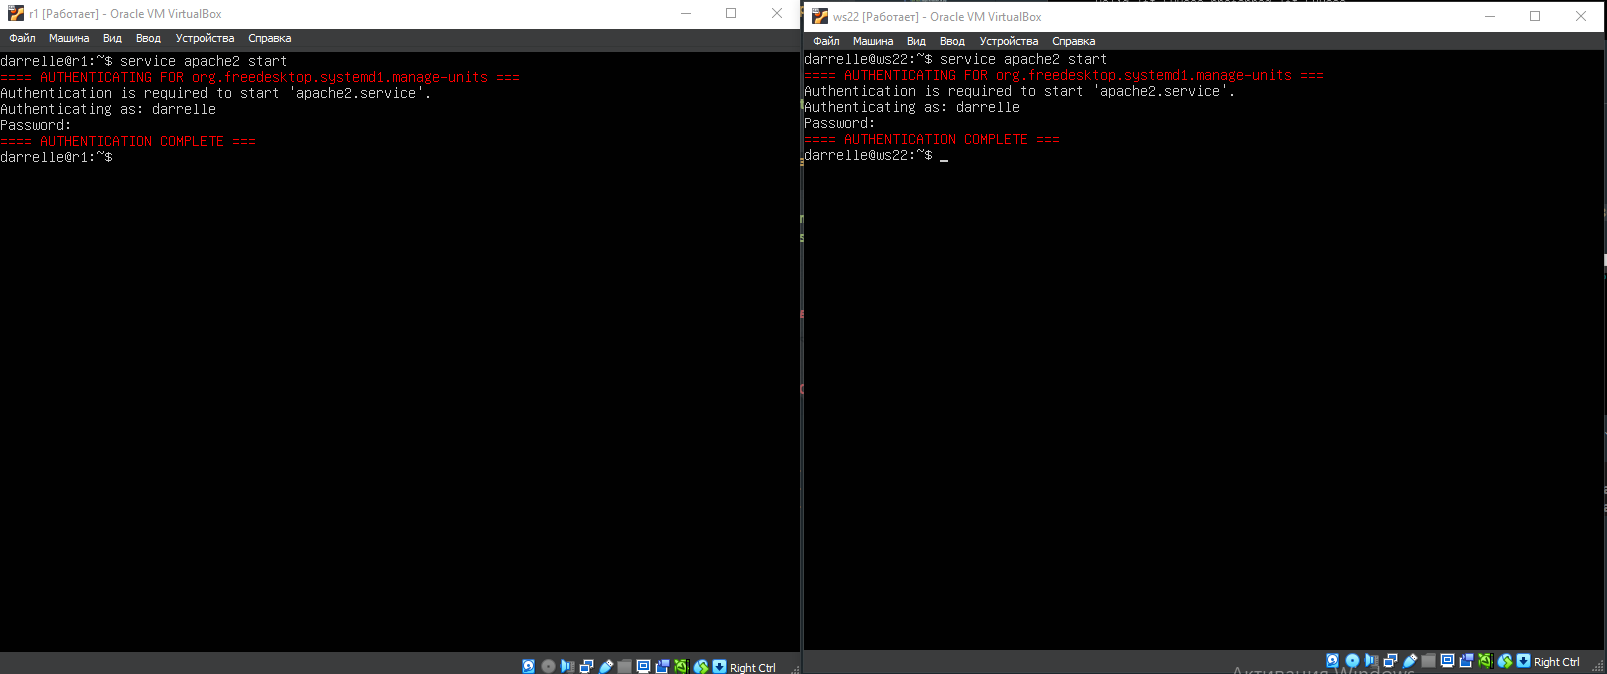 r1 [Работает] - Oracle VM VirtualBox
Файл Машина Вид Ввод Устройства Справка
darrelle@r1:~$ service apache2 start
==== AUTHENTICATING FOR org.freedesktop.systemd1.manage-units ===
Authentication is required to start 'apache2.service'.
Authenticating as: darrelle
Password:
==== AUTHENTICATION COMPLETE ===
darrelle@r1:~$
Right Ctrl
ws22 [Работает] - Oracle VM VirtualBox
Файл Машина Вид Ввод Устройства Справка
darrelle@ws22:~$ service apache2 start
==== AUTHENTICATING FOR org.freedesktop.systemd1.manage-units ===
Authentication is required to start 'apache2.service'.
Authenticating as: darrelle
Password:
==== AUTHENTICATION COMPLETE ===
darrelle@ws22:~$ _
Right Ctrl
Активация Windows